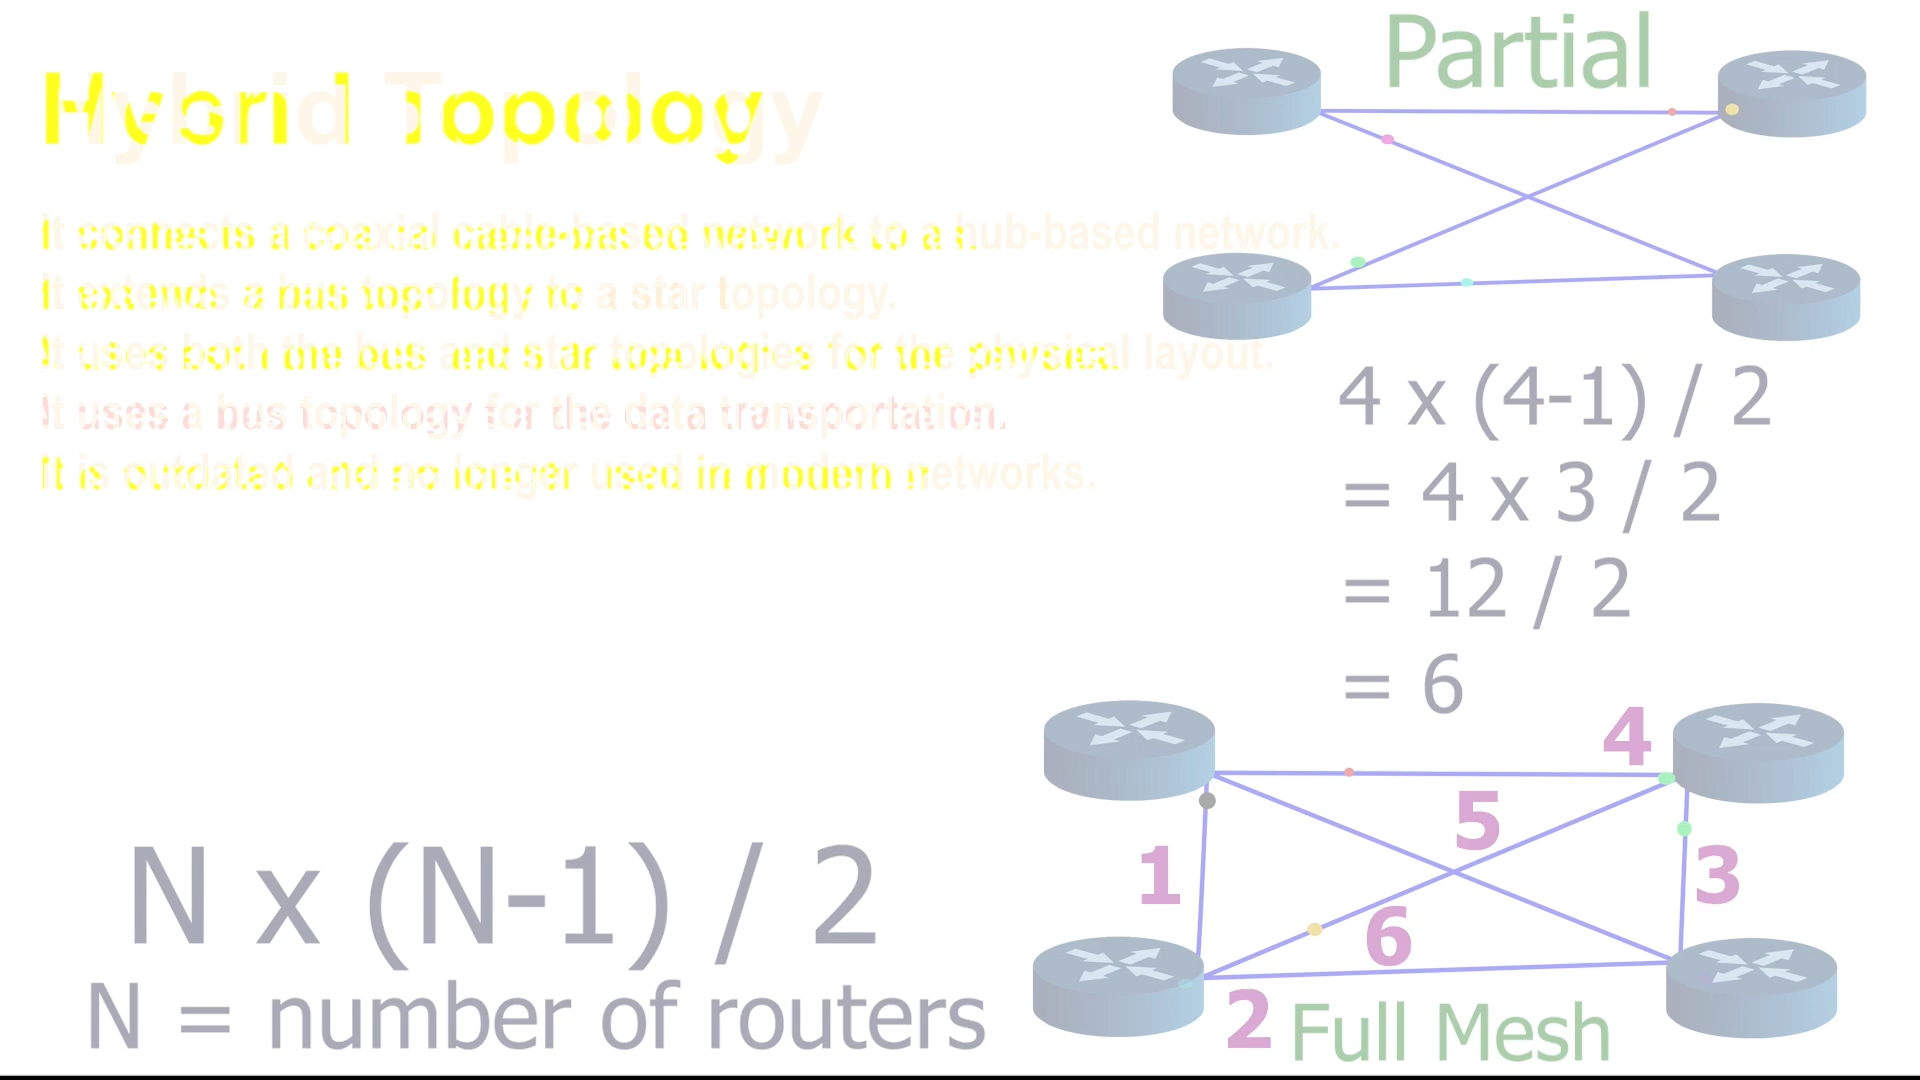 Hybrid Topology
It connects a coaxial cable-based network to a hub-based network.
It extends a bus topology to a star topology.
It uses both the bus and star topologies for the physical layout.
It uses a bus topology for the data transportation.
It is outdated and no longer used in modern networks.
Partial
4 x (4-1) / 2
= 4 x 3 / 2
= 12 / 2
= 6
4
5
1
3
6
2
Full Mesh
N x (N-1) / 2
N = number of routers